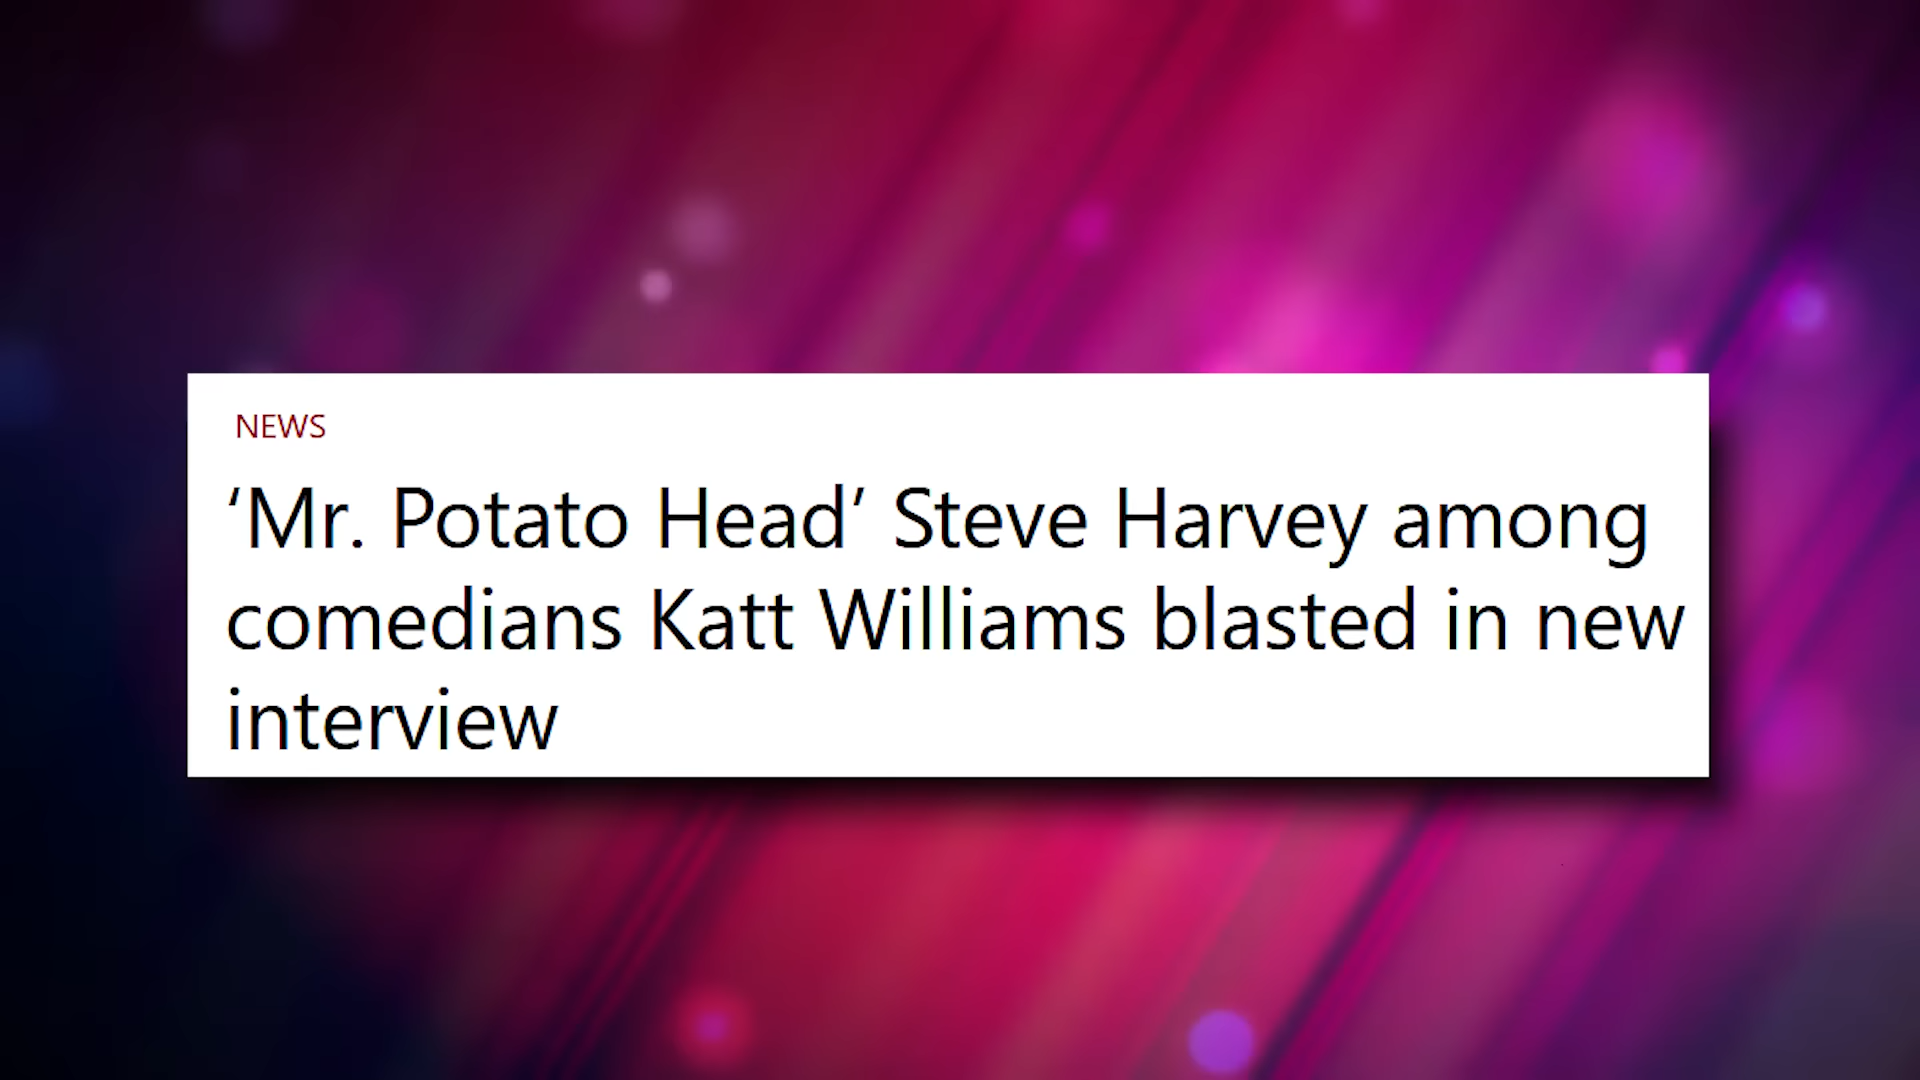 NEWS
‘Mr. Potato Head’ Steve Harvey among
comedians Katt Williams blasted in new
interview